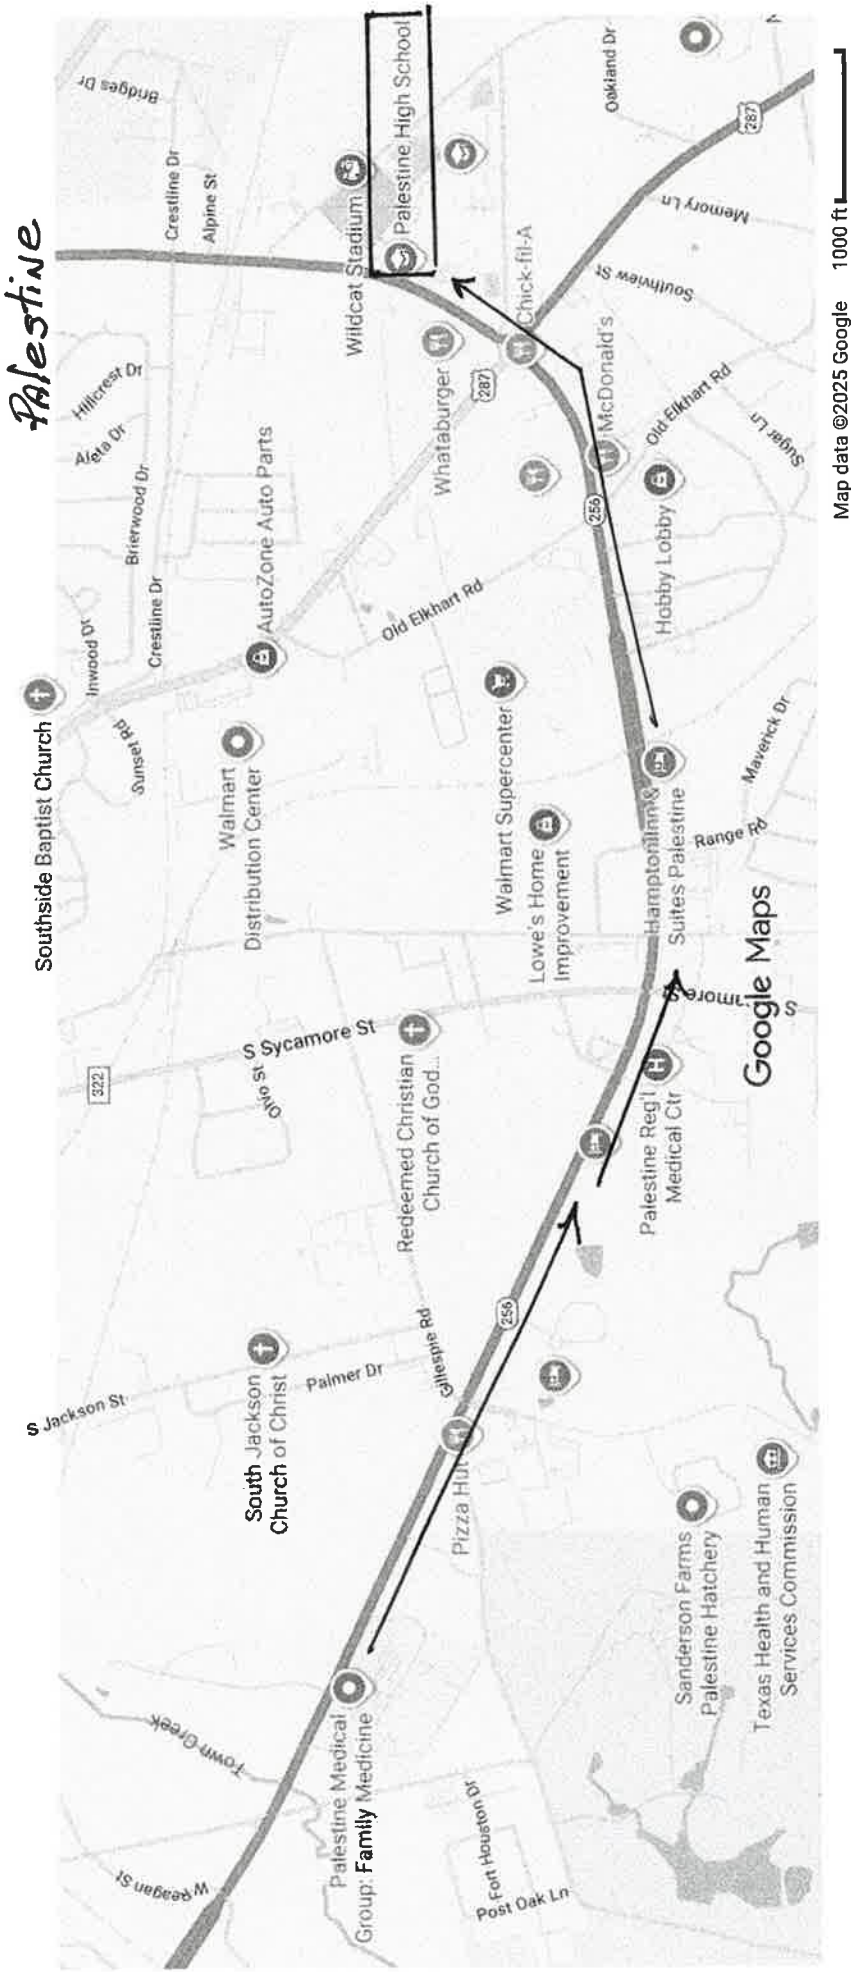 PAlestiNe
Bridges Dr
Crestline Dr
Alpine St
Wildcat Stadium
Palestine High School
Oakland Dr
287
Memory Ln
Southview St
Chick-fil-A
Whataburger
287
McDonald's
Old Elkhart Rd
Sugar Ln
Hillcrest Dr
Aleta Dr
Brierwood Dr
AutoZone Auto Parts
256
Hobby Lobby
Inwood Dr
Crestline Dr
Old Elkhart Rd
Southside Baptist Church
Sunset Rd
Walmart
Distribution Center
Walmart Supercenter
Lowe's Home
Improvement
Hampton Inn &
Suites Palestine
Maverick Dr
Range Rd
Google Maps
322
S Sycamore St
Ohio St
Redeemed Christian
Church of God...
Palestine Reg'l
Medical Ctr
S Jackson St
South Jackson
Church of Christ
Palmer Dr
Gillespie Rd
256
Pizza Hut
Sanderson Farms
Palestine Hatchery
Texas Health and Human
Services Commission
Town Creek
W Reagan St
Palestine Medical
Group: Family Medicine
Fort Houston Dr
Post Oak Ln
Map data ©2025 Google
1000 ft